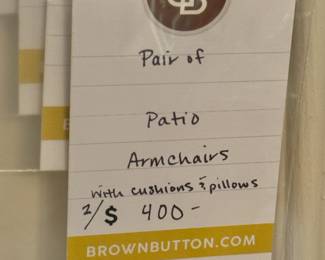 Pair of
Patio
Armchairs
with cushions & pillows
2/$ 400-
BROWNBUTTON.COM